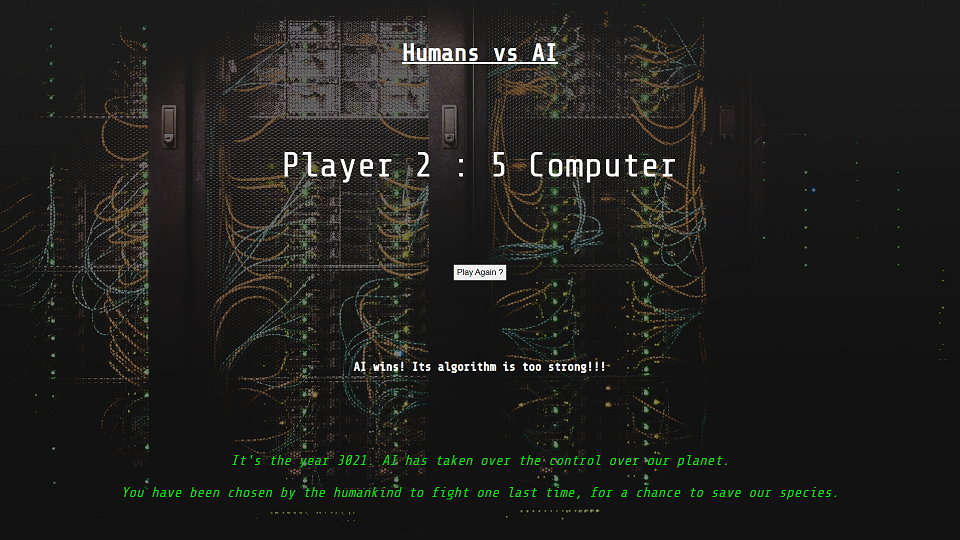 Humans vs AI
Player 2 : 5 Computer
Play Again ?
AI wins! Its algorithm is too strong!!!
It's the year 3021. AI has taken over the control over our planet.
You have been chosen by the humankind to fight one last time, for a chance to save our species.